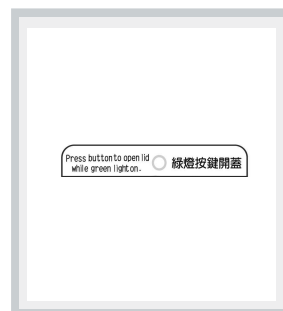 Press button to open lid
while green light on.
綠燈按鍵開蓋